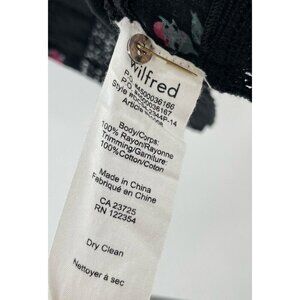 wilfred
P.O #A500036166
Body/Corps:
100% Rayon/Rayonne
Trimming/Garniture:
100%Cotton/Coton
Made in China
Fabriqué en Chine
CA 23725
RN 122354
Dry Clean
Nettoyer à sec